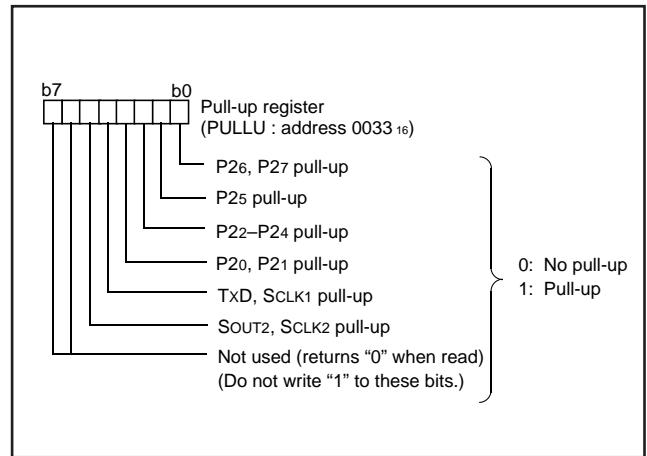 b7 b0
Pull-up register
(PULLU : address 0033 16)
P26, P27 pull-up
P25 pull-up
P22–P24 pull-up
P20, P21 pull-up
TxD, SCLK1 pull-up
SOUT2, SCLK2 pull-up
Not used (returns “0” when read)
(Do not write “1” to these bits.)
0: No pull-up
1: Pull-up